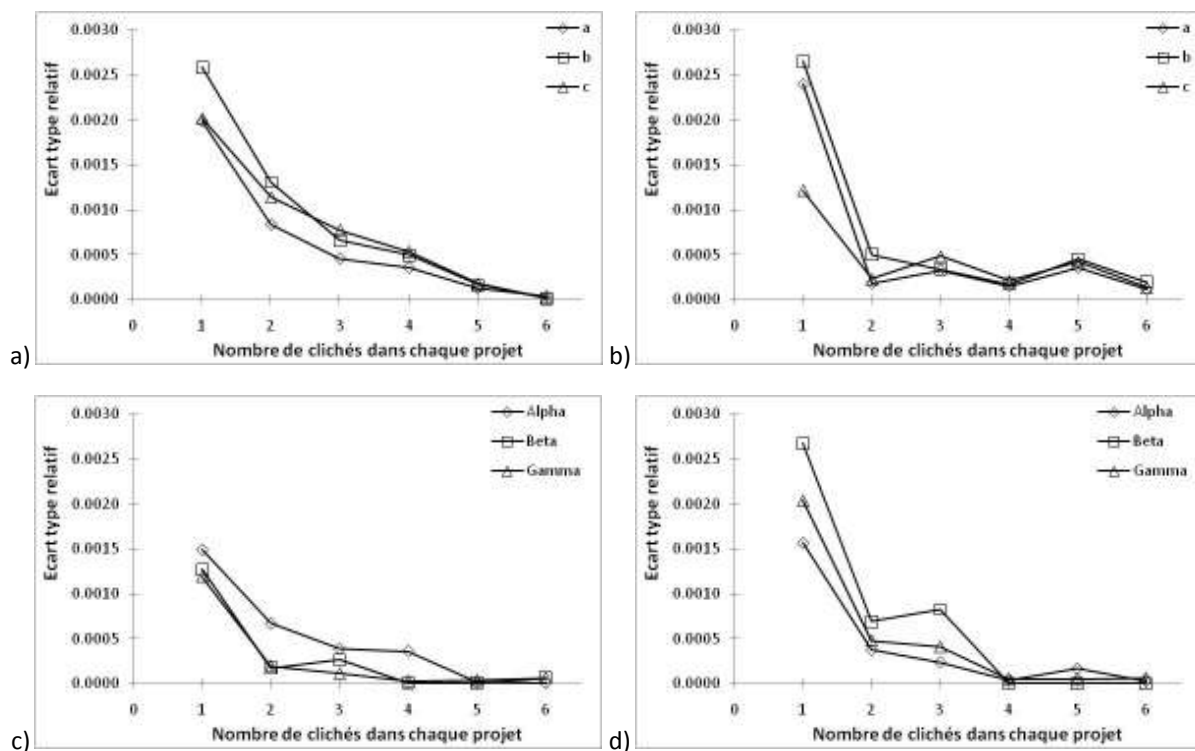 0.0030
0.0025
0.0020
0.0015
0.0010
0.0005
0.0000
Ecart type relatif
a
b
c
0 1 2 3 4 5 6
Nombre de clichés dans chaque projet
a)
0.0030
0.0025
0.0020
0.0015
0.0010
0.0005
0.0000
Ecart type relatif
a
b
c
0 1 2 3 4 5 6
Nombre de clichés dans chaque projet
b)
0.0030
0.0025
0.0020
0.0015
0.0010
0.0005
0.0000
Ecart type relatif
Alpha
Beta
Gamma
0 1 2 3 4 5 6
Nombre de clichés dans chaque projet
c)
0.0030
0.0025
0.0020
0.0015
0.0010
0.0005
0.0000
Ecart type relatif
Alpha
Beta
Gamma
0 1 2 3 4 5 6
Nombre de clichés dans chaque projet
d)